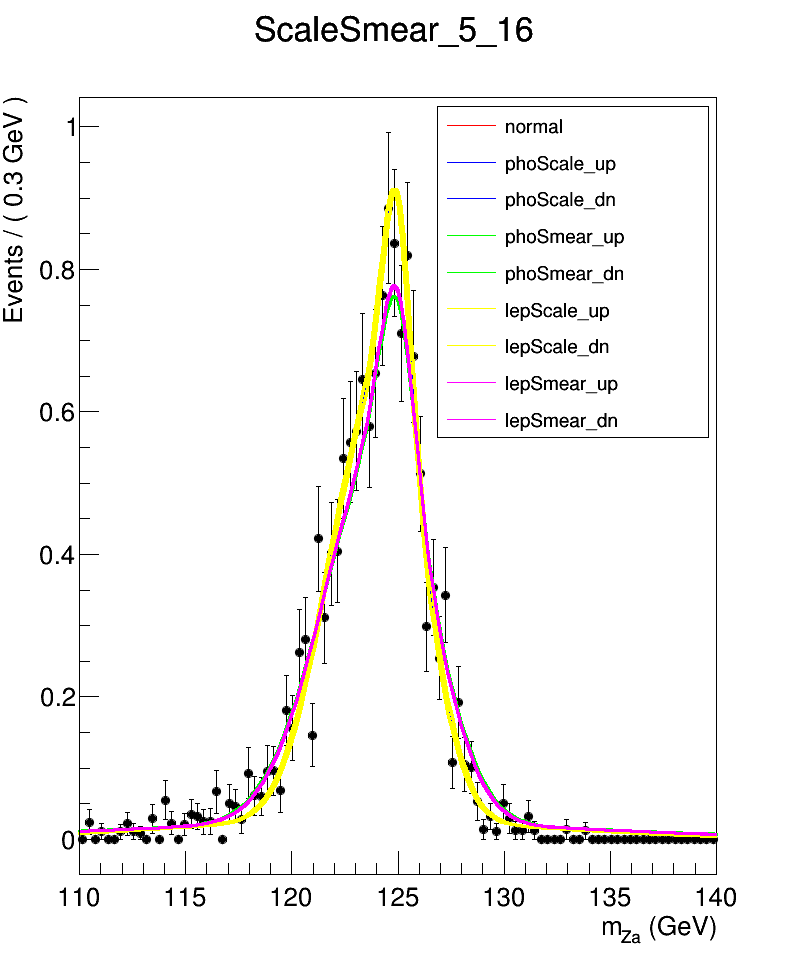 ScaleSmear_5_16
Events / ( 0.3 GeV )
1
0.8
0.6
0.4
0.2
0
normal
phoScale_up
phoScale_dn
phoSmear_up
phoSmear_dn
lepScale_up
lepScale_dn
lepSmear_up
lepSmear_dn
110 115 120 125 130 135 140
m_Za (GeV)